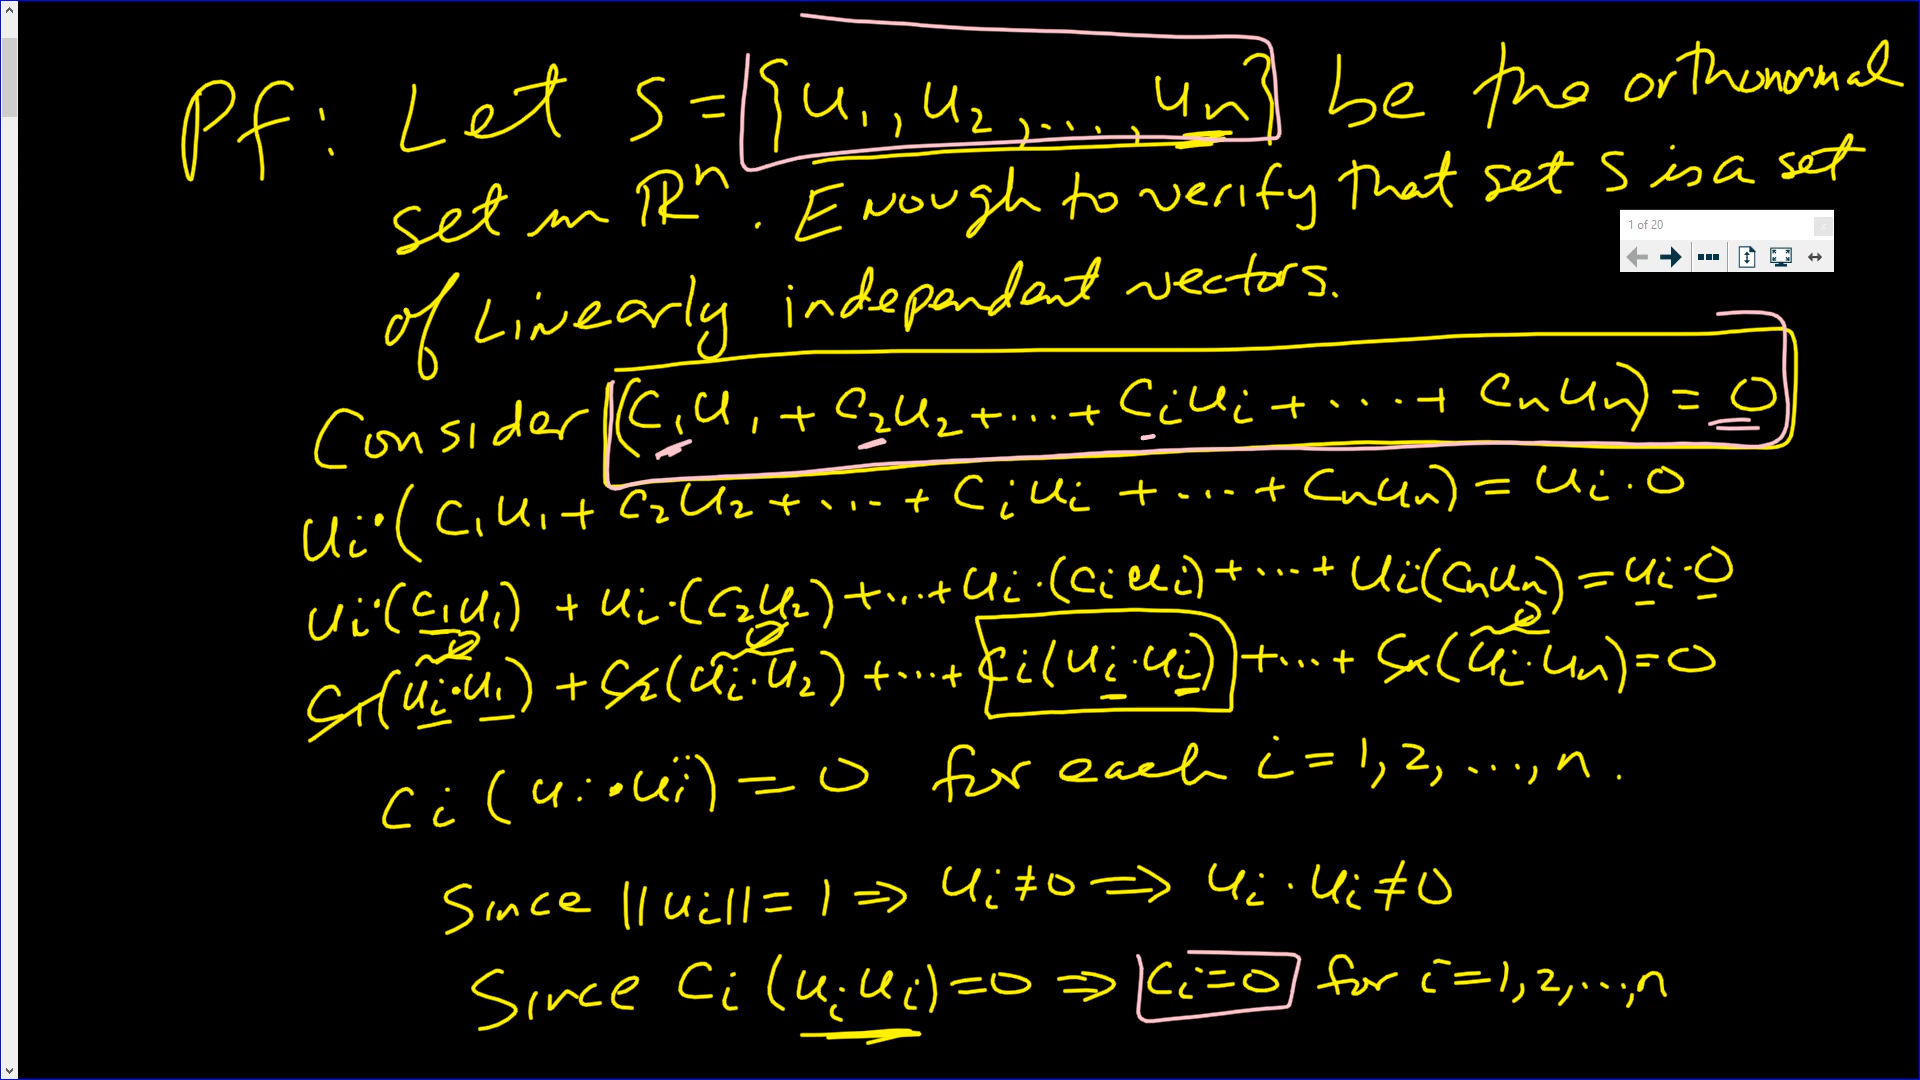 Pf: Let S = {u₁, u₂, ..., uₙ} be the orthonormal
set in ℝⁿ. Enough to verify that set S is a set
1 of 20
of Linearly independent vectors.
Consider (C₁u₁ + C₂u₂ + ... + Cᵢuᵢ + ... + Cₙuₙ) = 0
uᵢ·(C₁u₁ + C₂u₂ + ... + Cᵢuᵢ + ... + Cₙuₙ) = uᵢ·0
uᵢ·(C₁u₁) + uᵢ·(C₂u₂) + ... + uᵢ·(Cᵢuᵢ) + ... + uᵢ·(Cₙuₙ) = uᵢ·0
0 0 0
C₁(uᵢ·u₁) + C₂(uᵢ·u₂) + ... + Cᵢ(uᵢ·uᵢ) + ... + Cₙ(uᵢ·uₙ) = 0
Cᵢ(uᵢ·uᵢ) = 0 for each i = 1, 2, ..., n.
Since ||uᵢ|| = 1 ⇒ uᵢ ≠ 0 ⇒ uᵢ·uᵢ ≠ 0
Since Cᵢ(uᵢ uᵢ) = 0 ⇒ Cᵢ = 0 for i = 1, 2, ..., n